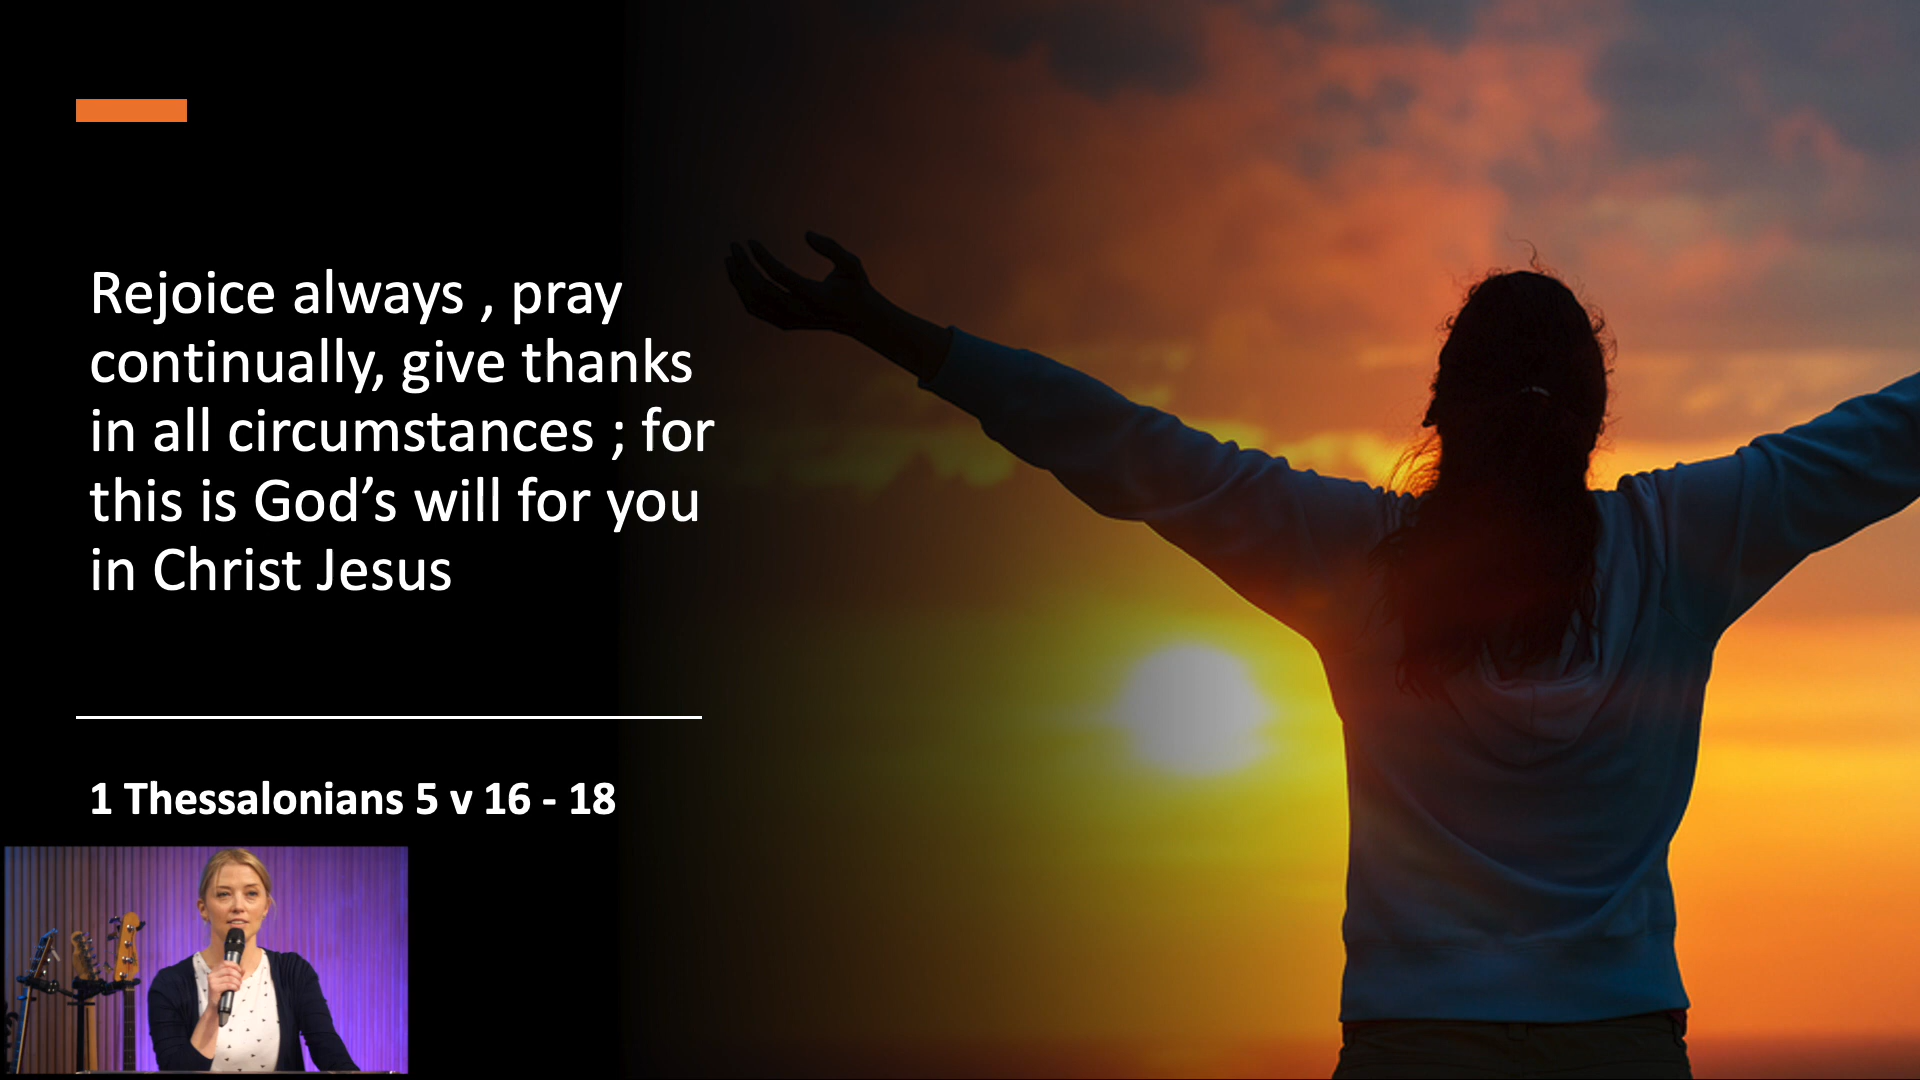 Rejoice always , pray
continually, give thanks
in all circumstances ; for
this is God’s will for you
in Christ Jesus
1 Thessalonians 5 v 16 - 18